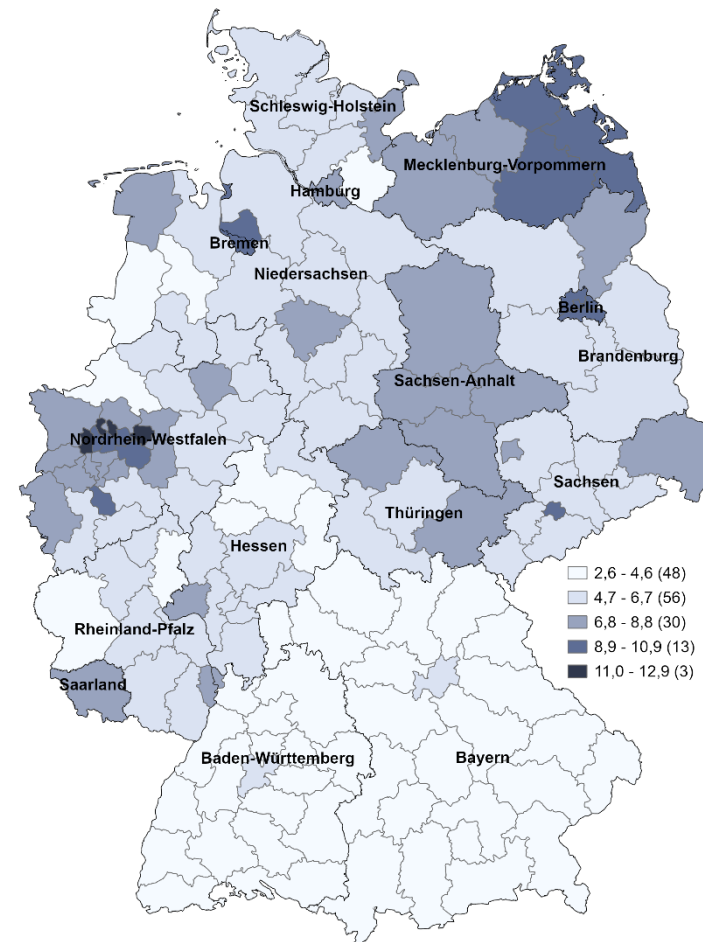 Schleswig-Holstein
Mecklenburg-Vorpommern
Hamburg
Bremen
Niedersachsen
Berlin
Brandenburg
Sachsen-Anhalt
Nordrhein-Westfalen
Sachsen
Thüringen
Hessen
2,6 - 4,6 (48)
4,7 - 6,7 (56)
6,8 - 8,8 (30)
8,9 - 10,9 (13)
11,0 - 12,9 (3)
Rheinland-Pfalz
Saarland
Baden-Württemberg
Bayern